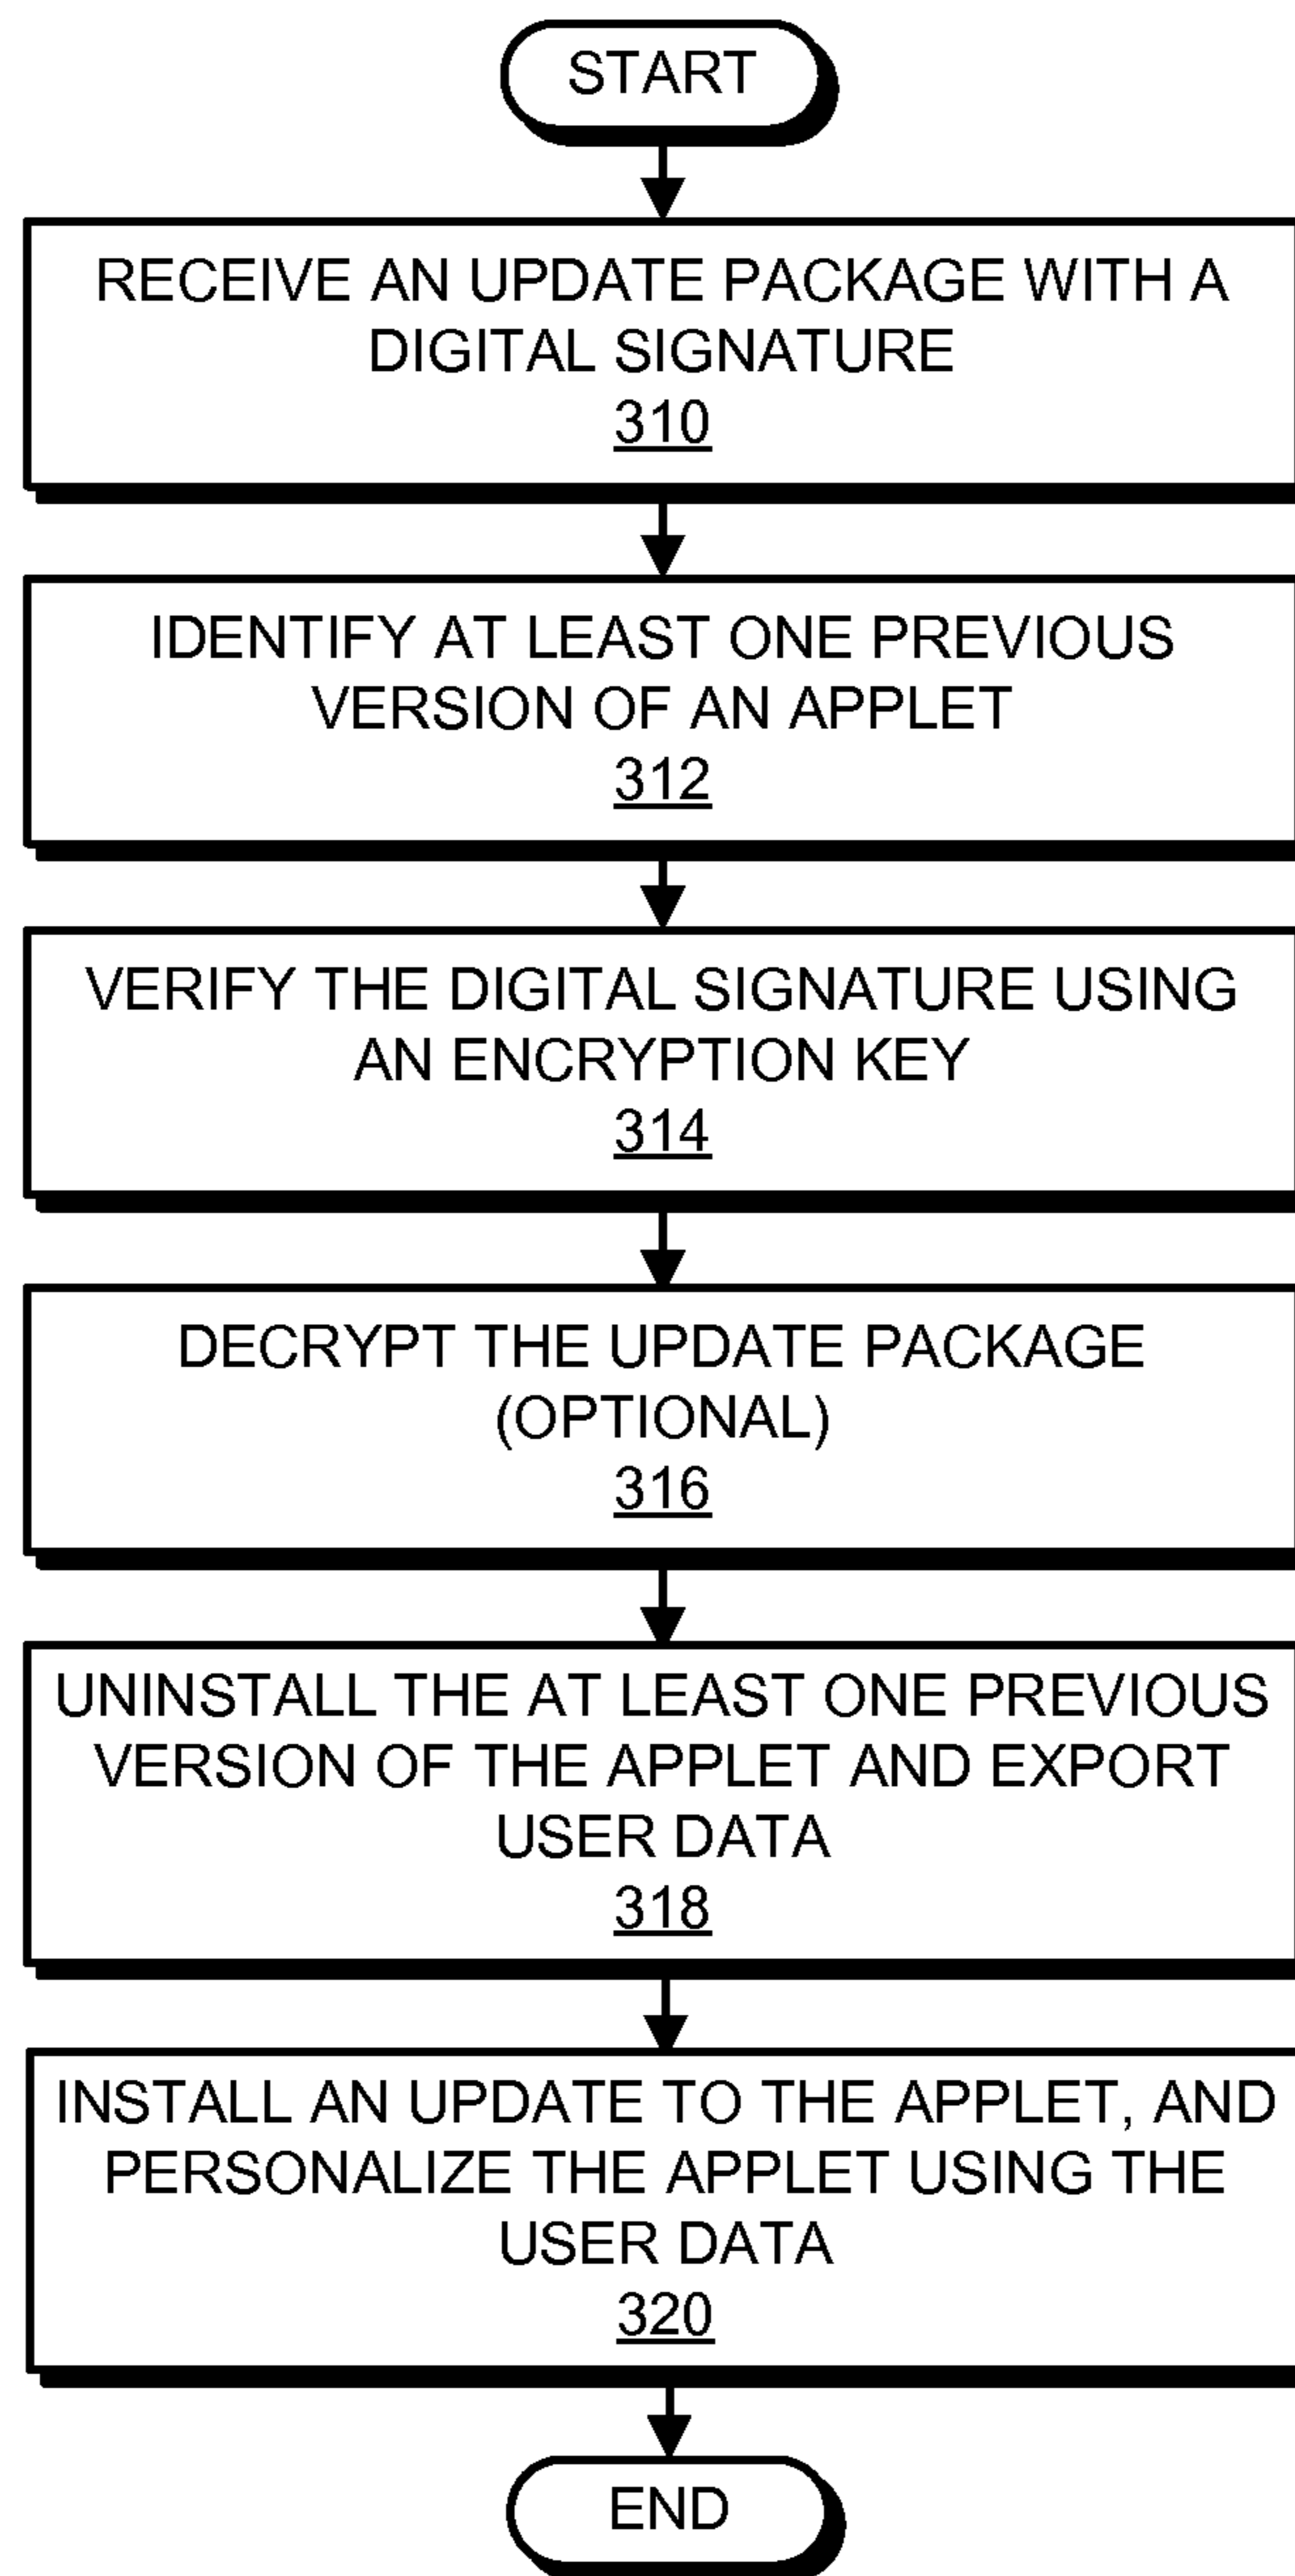 START
RECEIVE AN UPDATE PACKAGE WITH A
DIGITAL SIGNATURE
310
IDENTIFY AT LEAST ONE PREVIOUS
VERSION OF AN APPLET
312
VERIFY THE DIGITAL SIGNATURE USING
AN ENCRYPTION KEY
314
DECRYPT THE UPDATE PACKAGE
(OPTIONAL)
316
UNINSTALL THE AT LEAST ONE PREVIOUS
VERSION OF THE APPLET AND EXPORT
USER DATA
318
INSTALL AN UPDATE TO THE APPLET, AND
PERSONALIZE THE APPLET USING THE
USER DATA
320
END